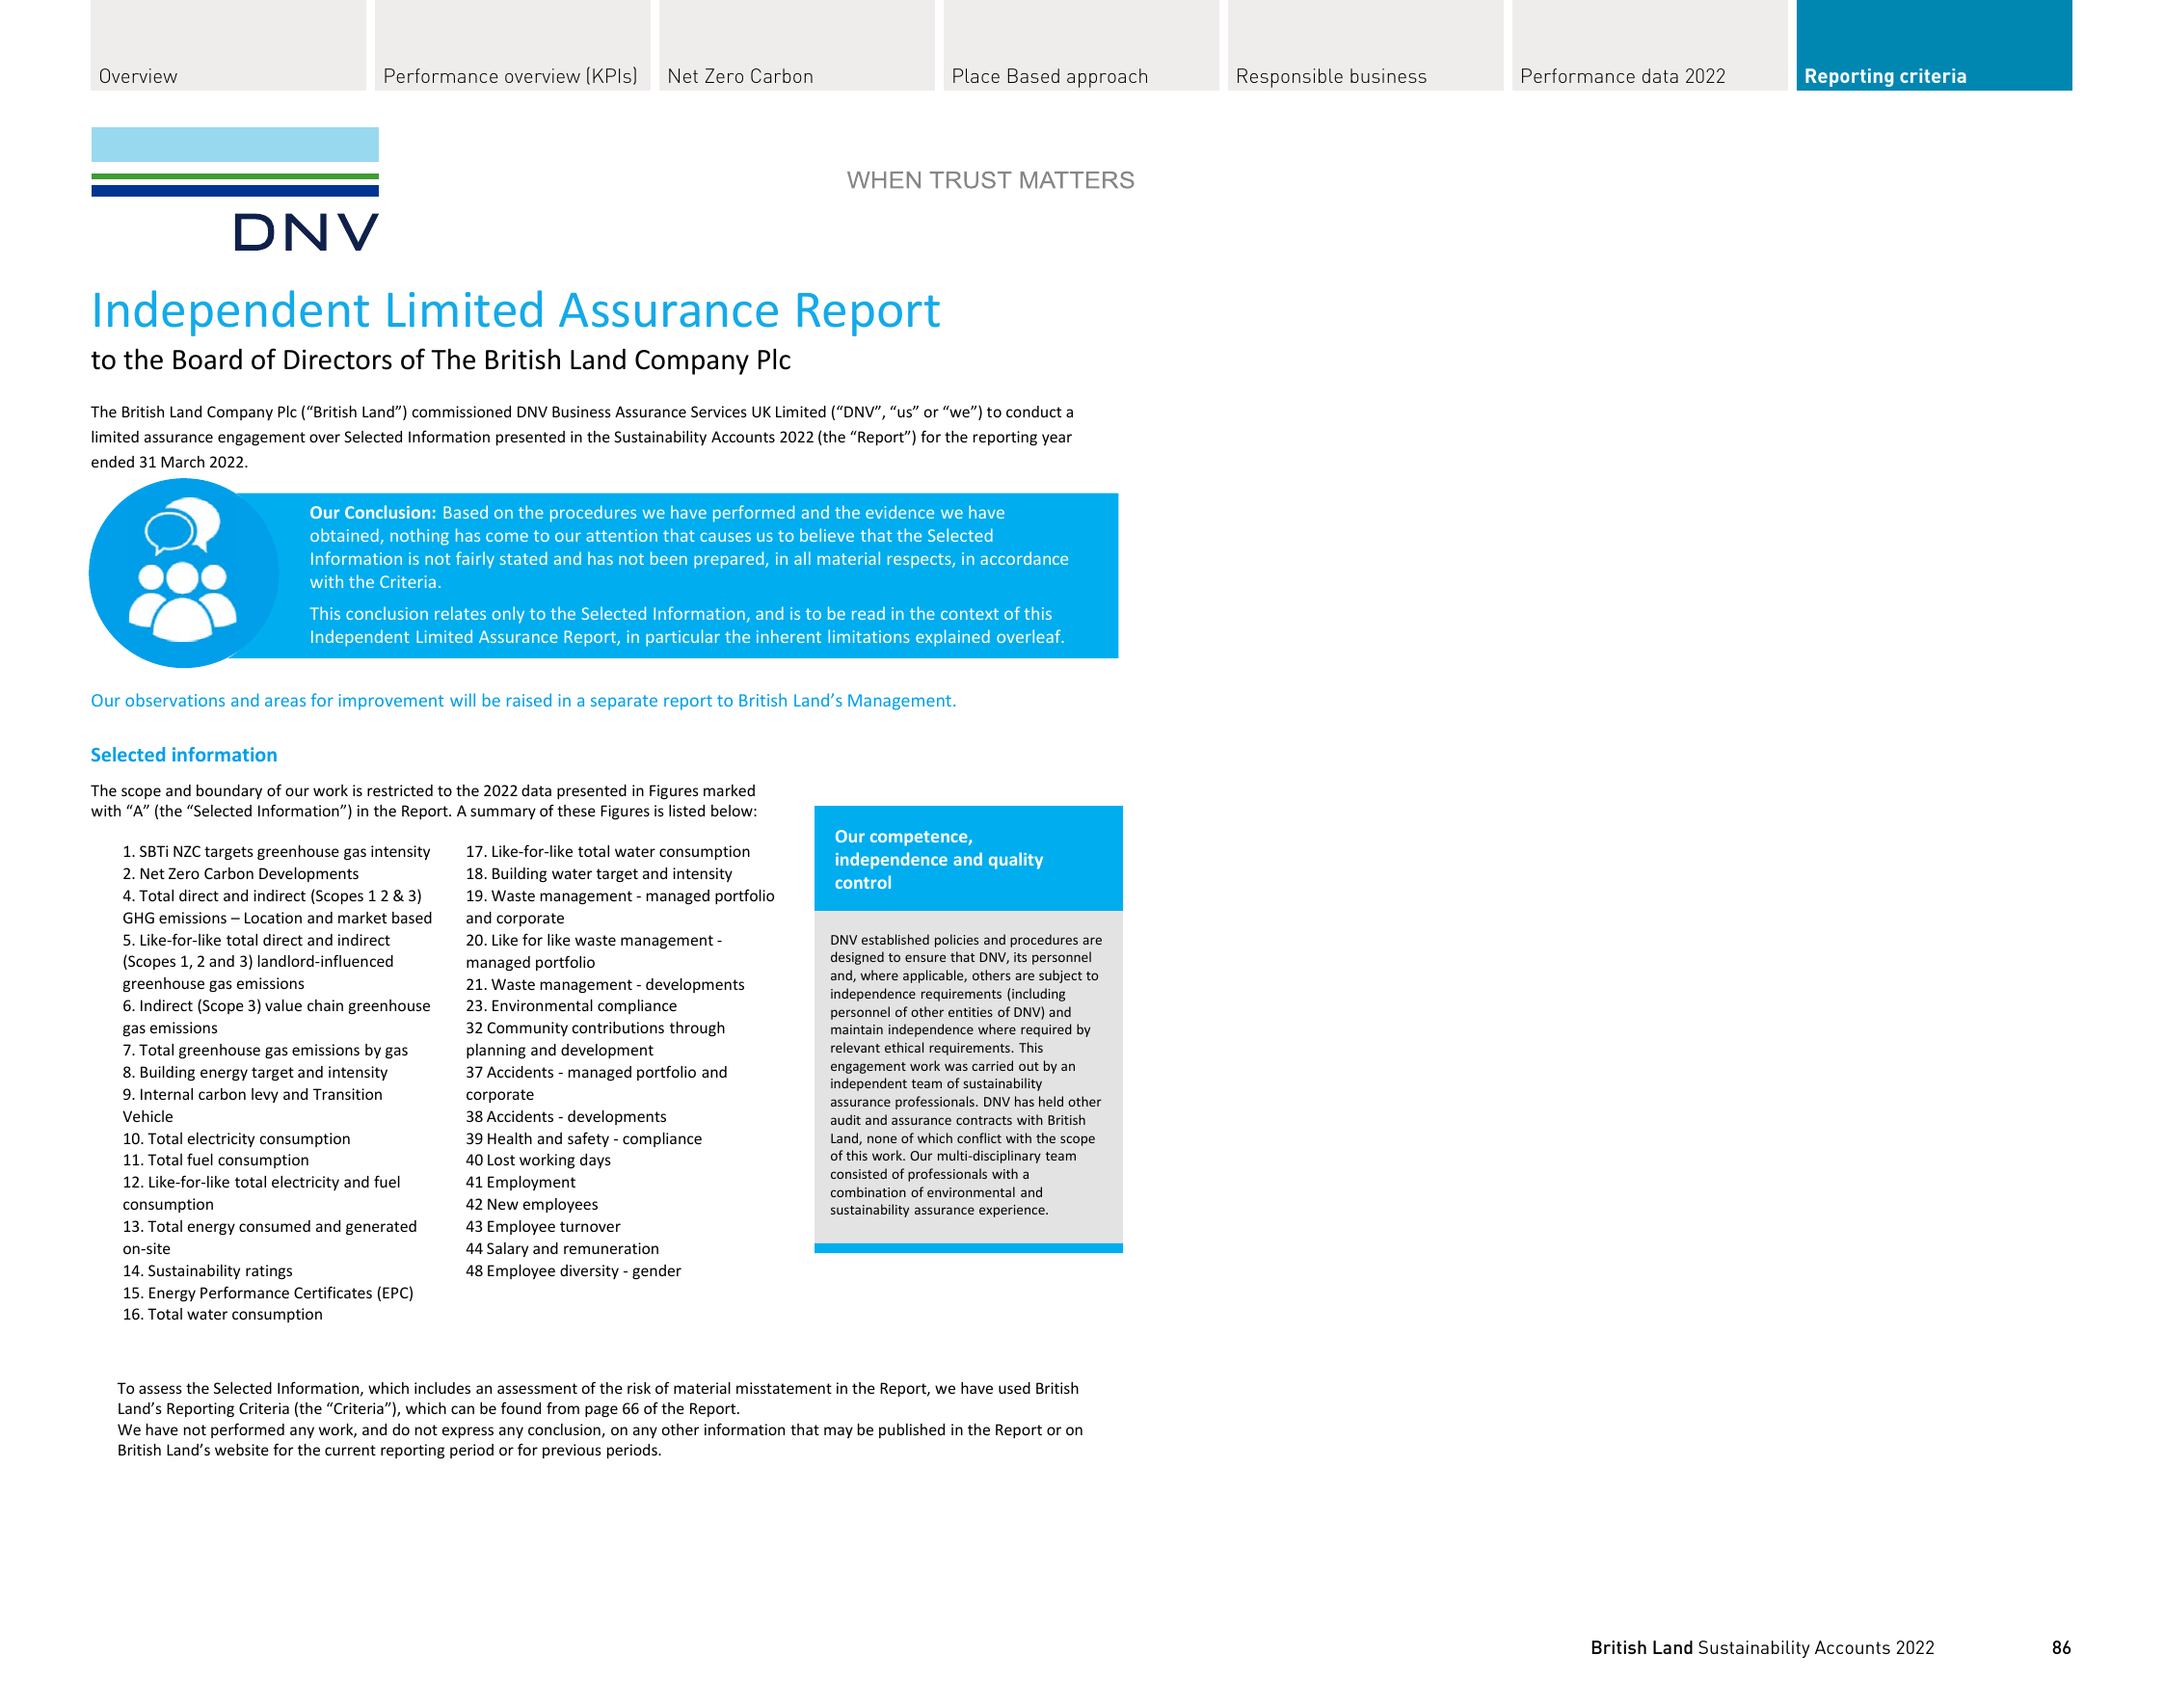 Overview
Performance overview (KPIs)
Net Zero Carbon
Place Based approach
Responsible business
Performance data 2022
Reporting criteria
DNV
WHEN TRUST MATTERS
Independent Limited Assurance Report
to the Board of Directors of The British Land Company Plc
The British Land Company Plc (“British Land”) commissioned DNV Business Assurance Services UK Limited (“DNV”, “us” or “we”) to conduct a
limited assurance engagement over Selected Information presented in the Sustainability Accounts 2022 (the “Report”) for the reporting year
ended 31 March 2022.
Our Conclusion: Based on the procedures we have performed and the evidence we have
obtained, nothing has come to our attention that causes us to believe that the Selected
Information is not fairly stated and has not been prepared, in all material respects, in accordance
with the Criteria.
This conclusion relates only to the Selected Information, and is to be read in the context of this
Independent Limited Assurance Report, in particular the inherent limitations explained overleaf.
Our observations and areas for improvement will be raised in a separate report to British Land’s Management.
Selected information
The scope and boundary of our work is restricted to the 2022 data presented in Figures marked
with “A” (the “Selected Information”) in the Report. A summary of these Figures is listed below:
1. SBTi NZC targets greenhouse gas intensity
2. Net Zero Carbon Developments
4. Total direct and indirect (Scopes 1 2 & 3)
GHG emissions – Location and market based
5. Like-for-like total direct and indirect
(Scopes 1, 2 and 3) landlord-influenced
greenhouse gas emissions
6. Indirect (Scope 3) value chain greenhouse
gas emissions
7. Total greenhouse gas emissions by gas
8. Building energy target and intensity
9. Internal carbon levy and Transition
Vehicle
10. Total electricity consumption
11. Total fuel consumption
12. Like-for-like total electricity and fuel
consumption
13. Total energy consumed and generated
on-site
14. Sustainability ratings
15. Energy Performance Certificates (EPC)
16. Total water consumption
17. Like-for-like total water consumption
18. Building water target and intensity
19. Waste management - managed portfolio
and corporate
20. Like for like waste management -
managed portfolio
21. Waste management - developments
23. Environmental compliance
32 Community contributions through
planning and development
37 Accidents - managed portfolio and
corporate
38 Accidents - developments
39 Health and safety - compliance
40 Lost working days
41 Employment
42 New employees
43 Employee turnover
44 Salary and remuneration
48 Employee diversity - gender
Our competence,
independence and quality
control
DNV established policies and procedures are
designed to ensure that DNV, its personnel
and, where applicable, others are subject to
independence requirements (including
personnel of other entities of DNV) and
maintain independence where required by
relevant ethical requirements. This
engagement work was carried out by an
independent team of sustainability
assurance professionals. DNV has held other
audit and assurance contracts with British
Land, none of which conflict with the scope
of this work. Our multi-disciplinary team
consisted of professionals with a
combination of environmental and
sustainability assurance experience.
To assess the Selected Information, which includes an assessment of the risk of material misstatement in the Report, we have used British
Land’s Reporting Criteria (the “Criteria”), which can be found from page 66 of the Report.
We have not performed any work, and do not express any conclusion, on any other information that may be published in the Report or on
British Land’s website for the current reporting period or for previous periods.
British Land Sustainability Accounts 2022
86